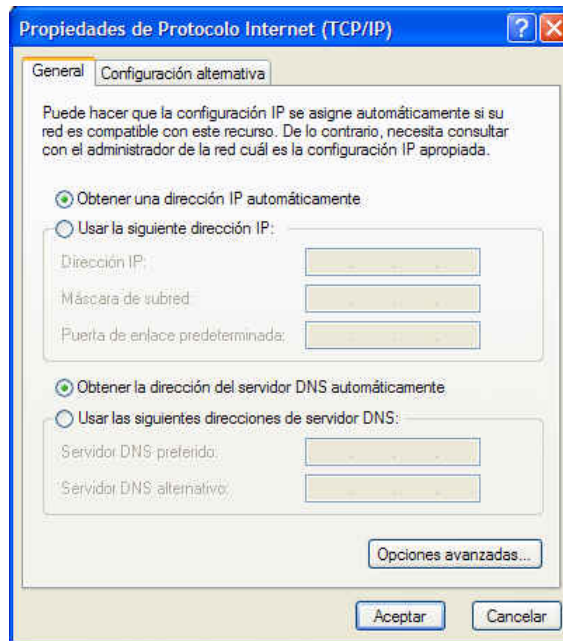 Propiedades de Protocolo Internet (TCP/IP)
General
Configuración alternativa
Puede hacer que la configuración IP se asigne automáticamente si su
red es compatible con este recurso. De lo contrario, necesita consultar
con el administrador de la red cuál es la configuración IP apropiada.
Obtener una dirección IP automáticamente
Usar la siguiente dirección IP:
Dirección IP:
Máscara de subred:
Puerta de enlace predeterminada:
Obtener la dirección del servidor DNS automáticamente
Usar las siguientes direcciones de servidor DNS:
Servidor DNS preferido:
Servidor DNS alternativo:
Opciones avanzadas...
Aceptar
Cancelar